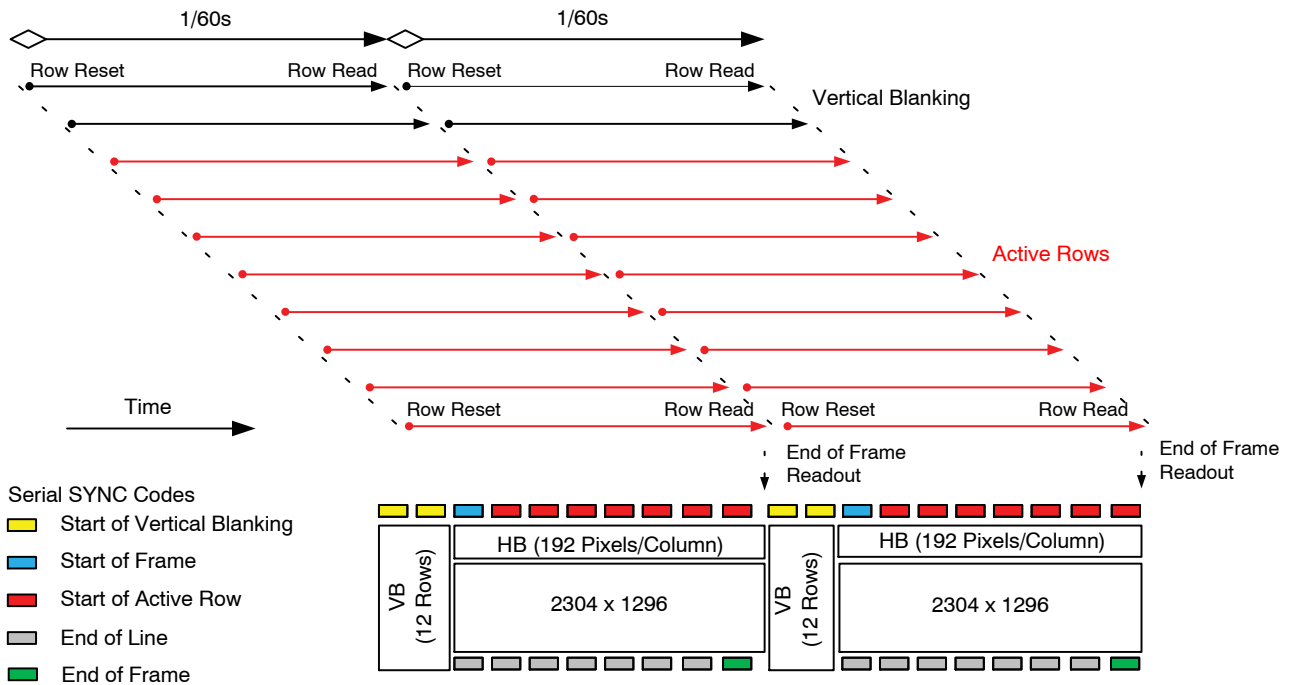 1/60s
1/60s
Row Reset
Row Read
Row Reset
Row Read
Vertical Blanking
Active Rows
Time
Row Reset
Row Read
Row Reset
Row Read
End of Frame
Readout
End of Frame
Readout
Serial SYNC Codes
Start of Vertical Blanking
Start of Frame
Start of Active Row
End of Line
End of Frame
VB
(12 Rows)
HB (192 Pixels/Column)
2304 x 1296
VB
(12 Rows)
HB (192 Pixels/Column)
2304 x 1296